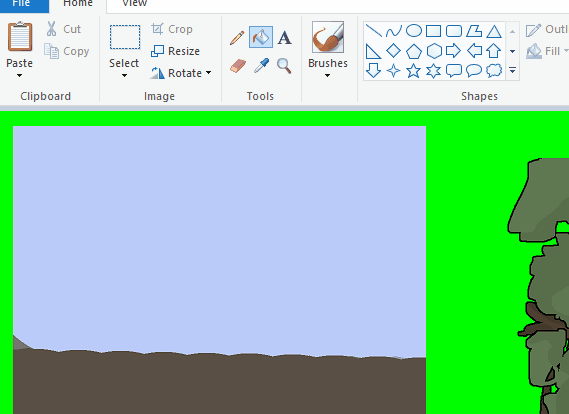 File Home View
Paste
Cut
Copy
Clipboard
Select
Crop
Resize
Rotate
Image
A
Tools
Brushes
Shapes
Outl
Fill